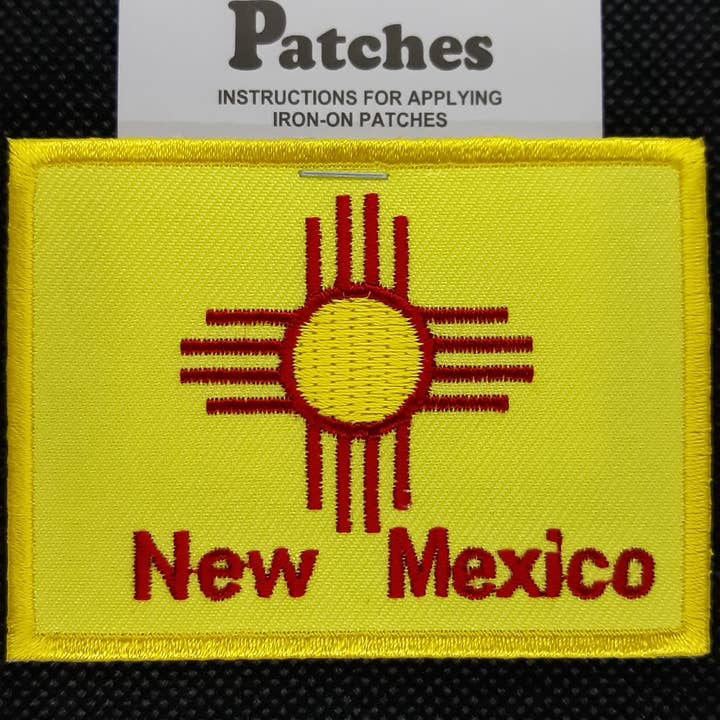 Patches
INSTRUCTIONS FOR APPLYING
IRON-ON PATCHES
New Mexico